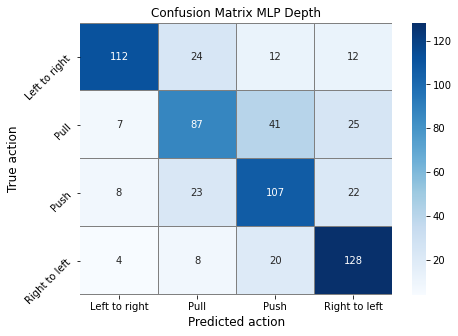 Confusion Matrix MLP Depth
True action
Left to right 112 24 12 12
Pull 7 87 41 25
Push 8 23 107 22
Right to left 4 8 20 128
Left to right Pull Push Right to left
Predicted action
120
100
80
60
40
20